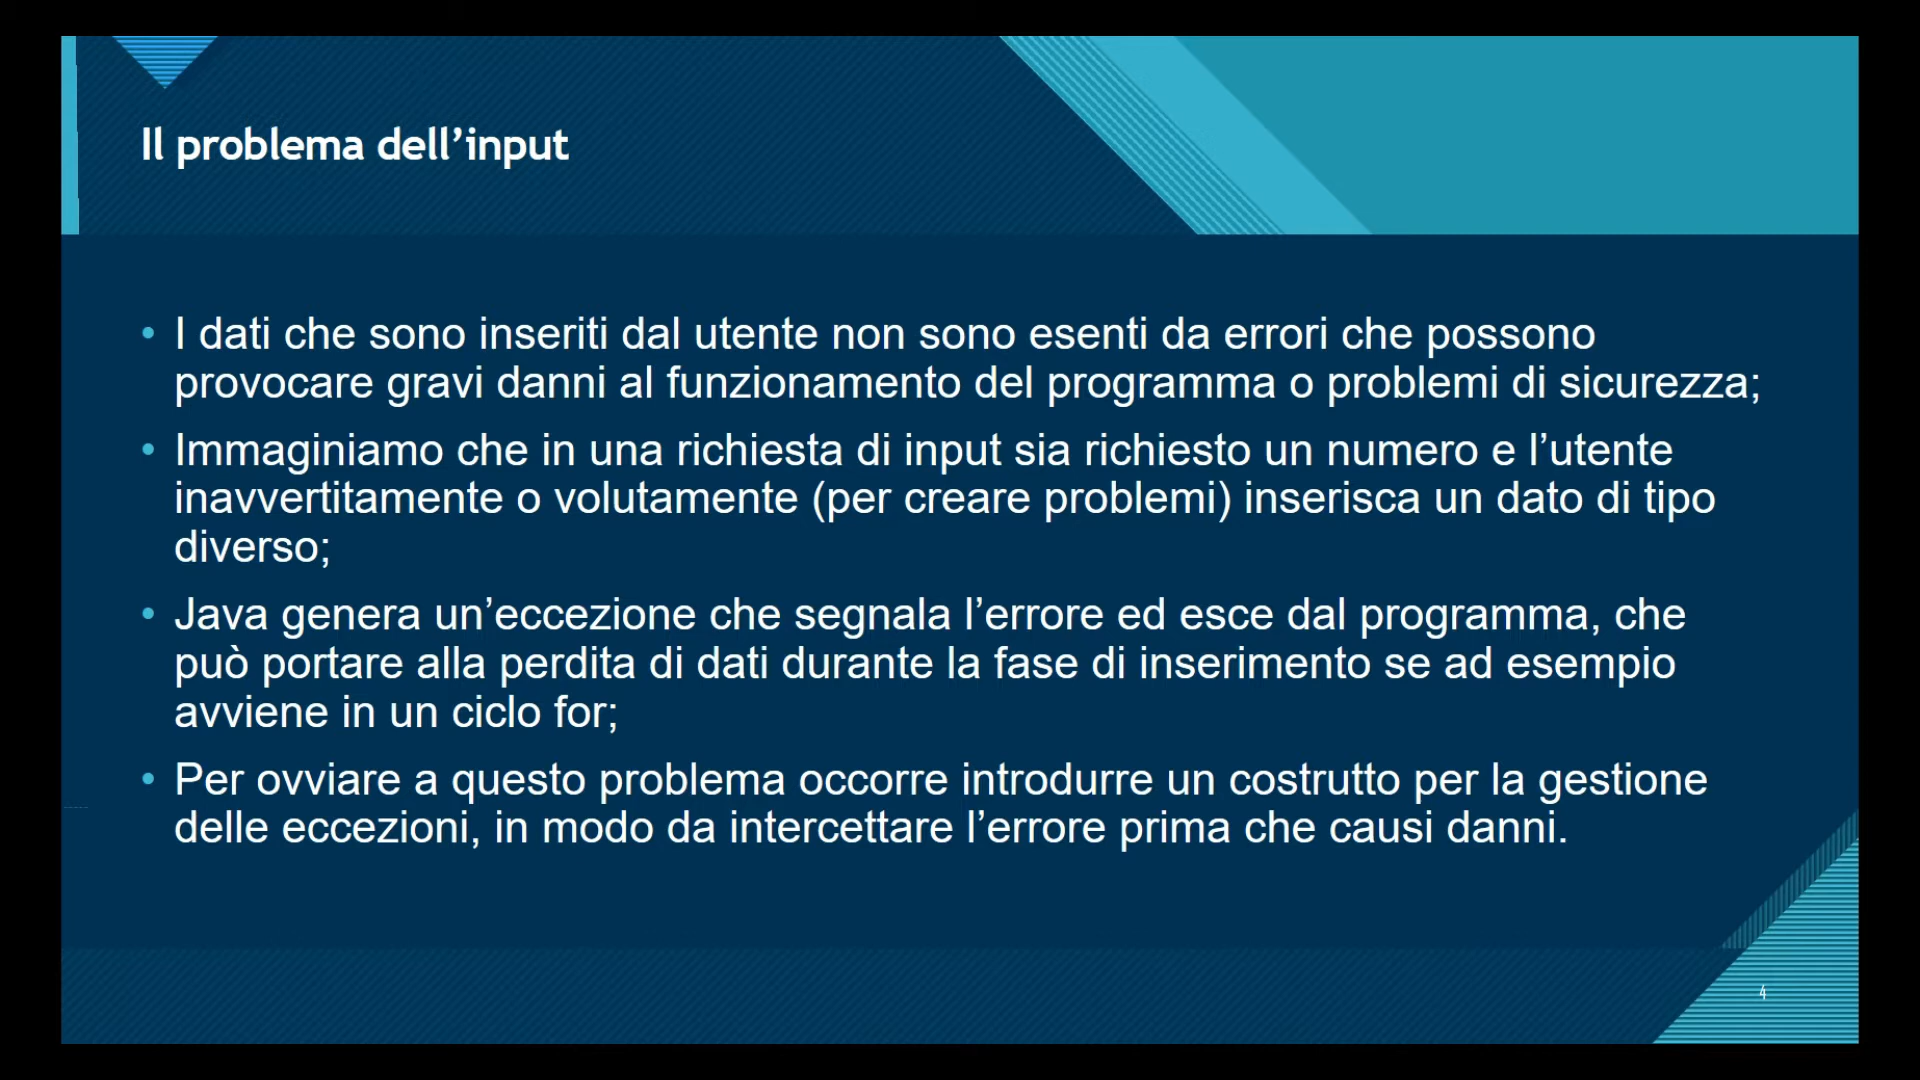 Il problema dell’input
• I dati che sono inseriti dal utente non sono esenti da errori che possono
provocare gravi danni al funzionamento del programma o problemi di sicurezza;
• Immaginiamo che in una richiesta di input sia richiesto un numero e l’utente
inavvertitamente o volutamente (per creare problemi) inserisca un dato di tipo
diverso;
• Java genera un’eccezione che segnala l’errore ed esce dal programma, che
può portare alla perdita di dati durante la fase di inserimento se ad esempio
avviene in un ciclo for;
• Per ovviare a questo problema occorre introdurre un costrutto per la gestione
delle eccezioni, in modo da intercettare l’errore prima che causi danni.
4